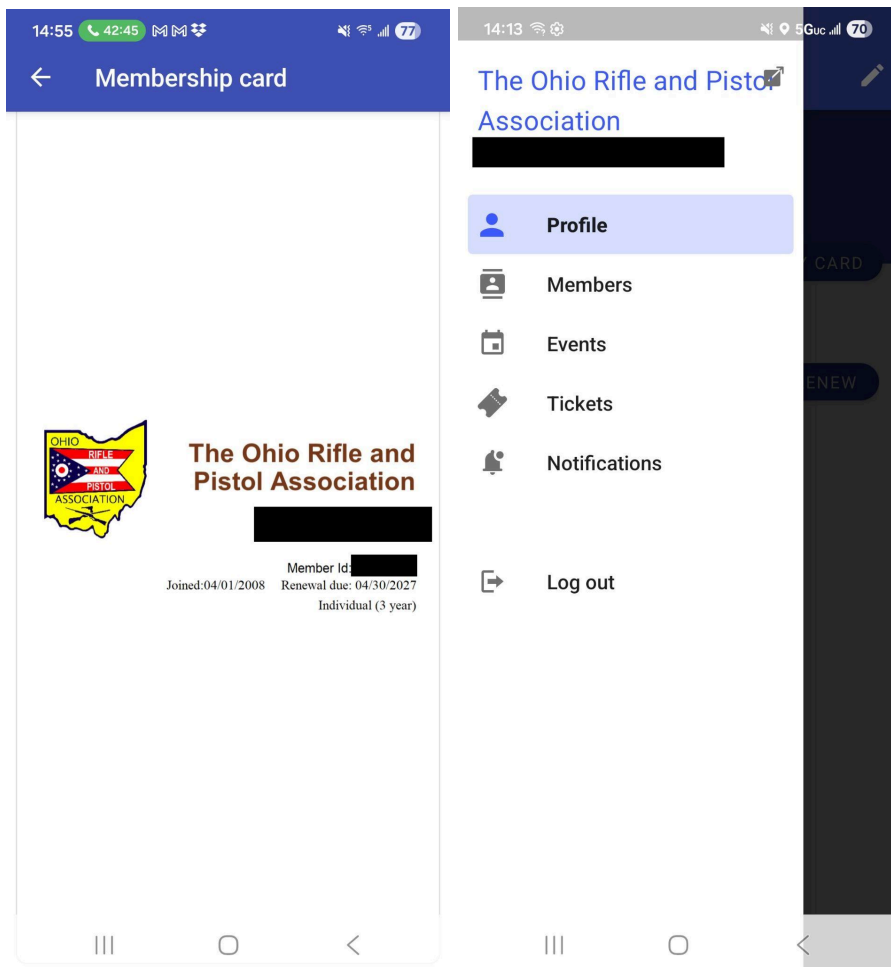 14:55 42:45 77
Membership card
OHIO
RIFLE
AND
PISTOL
ASSOCIATION
The Ohio Rifle and
Pistol Association
Member Id:
Joined:04/01/2008 Renewal due: 04/30/2027
Individual (3 year)
14:13 5Guc 70
The Ohio Rifle and Pistol
Association
Profile
CARD
Members
Events
ENEW
Tickets
Notifications
Log out